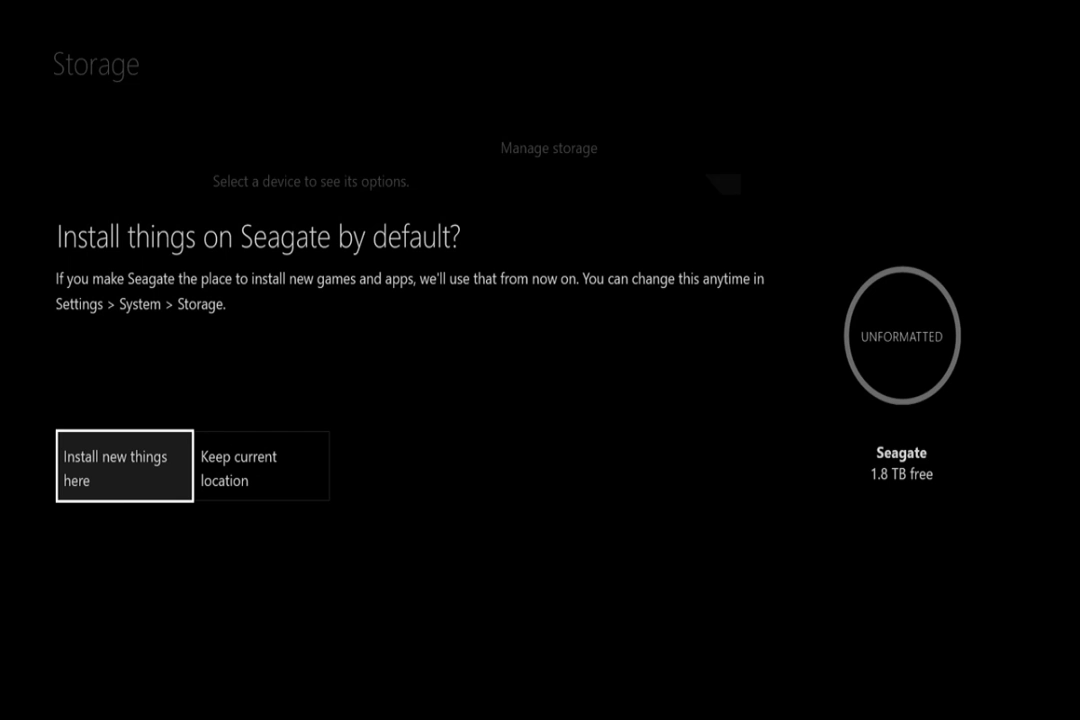 Storage
Manage storage
Select a device to see its options.
Install things on Seagate by default?
If you make Seagate the place to install new games and apps, we'll use that from now on. You can change this anytime in
Settings > System > Storage.
UNFORMATTED
Install new things
here
Keep current
location
Seagate
1.8 TB free